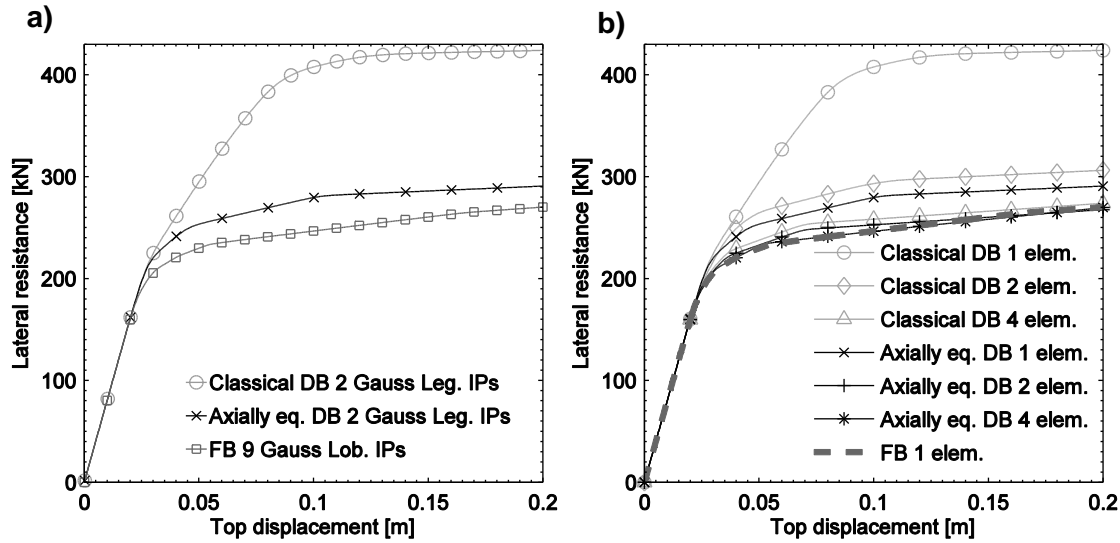 a)
Lateral resistance [kN]
400
300
200
100
0
Classical DB 2 Gauss Leg. IPs
Axially eq. DB 2 Gauss Leg. IPs
FB 9 Gauss Lob. IPs
0 0.05 0.1 0.15 0.2
Top displacement [m]
b)
Lateral resistance [kN]
400
300
200
100
0
Classical DB 1 elem.
Classical DB 2 elem.
Classical DB 4 elem.
Axially eq. DB 1 elem.
Axially eq. DB 2 elem.
Axially eq. DB 4 elem.
FB 1 elem.
0 0.05 0.1 0.15 0.2
Top displacement [m]